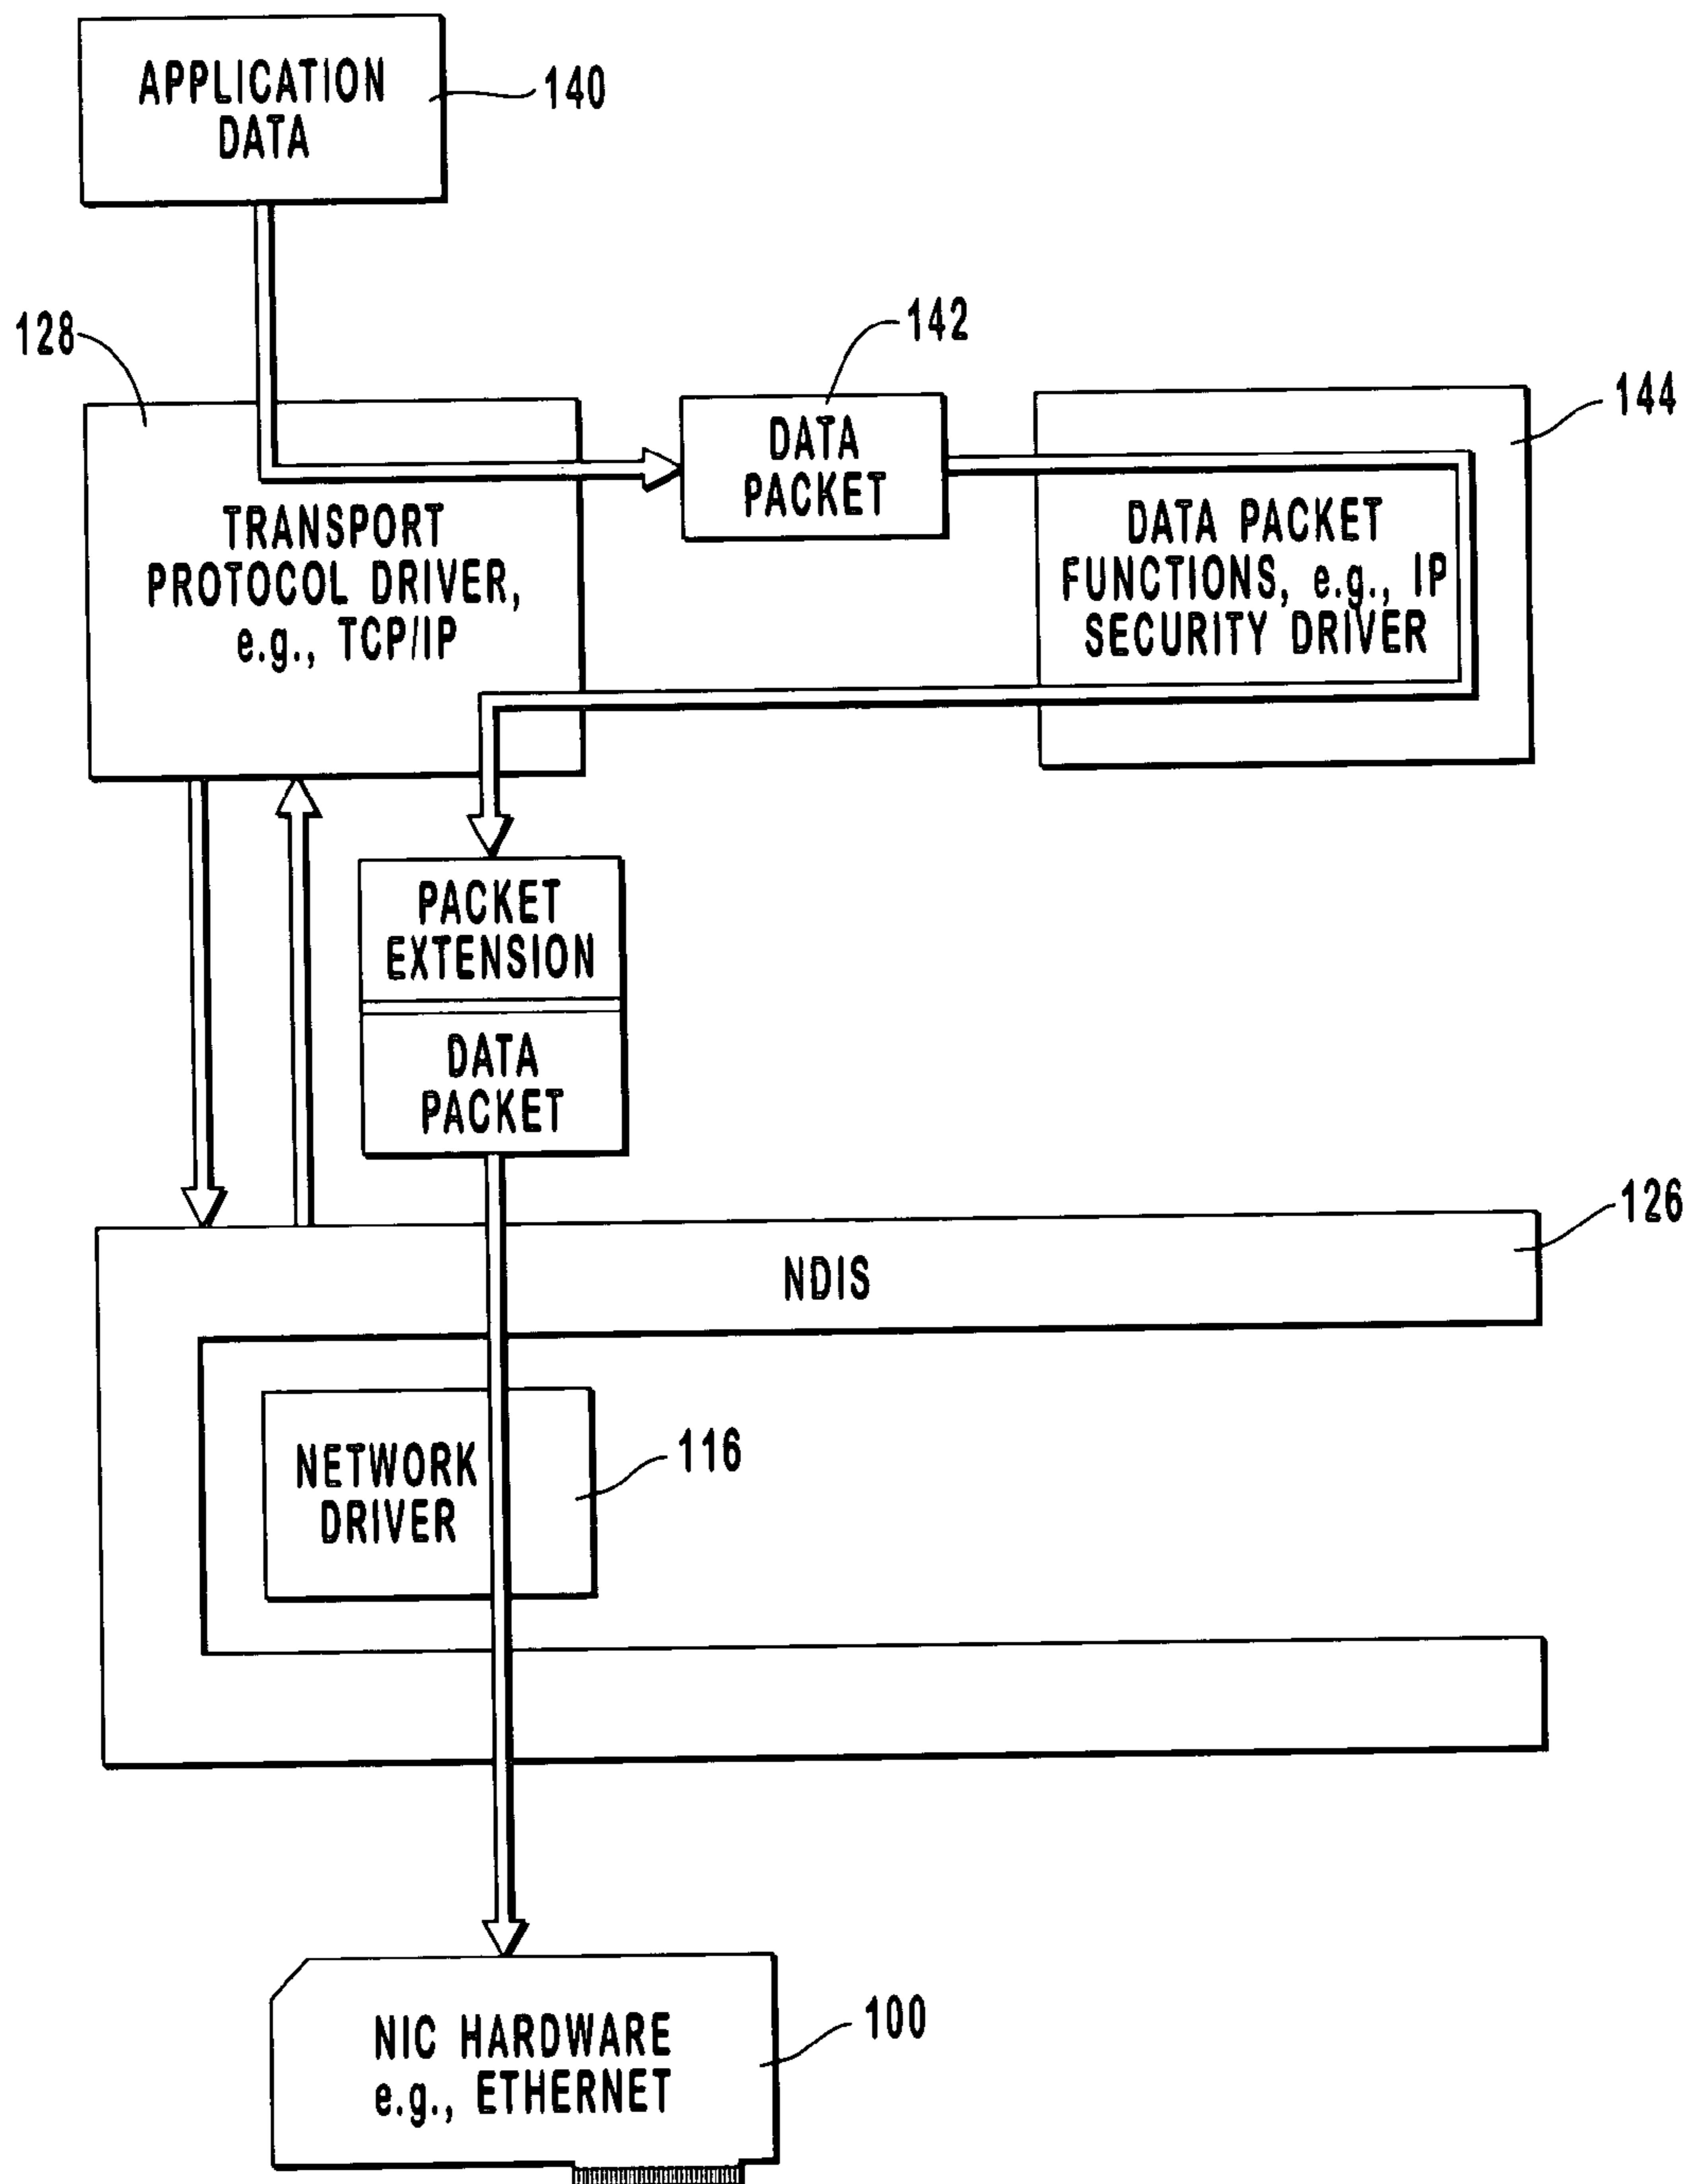 APPLICATION
DATA
140
128
142
144
DATA
PACKET
TRANSPORT
PROTOCOL DRIVER,
e.g., TCP/IP
DATA PACKET
FUNCTIONS, e.g., IP
SECURITY DRIVER
PACKET
EXTENSION
DATA
PACKET
126
NDIS
NETWORK
DRIVER
116
NIC HARDWARE
e.g., ETHERNET
100